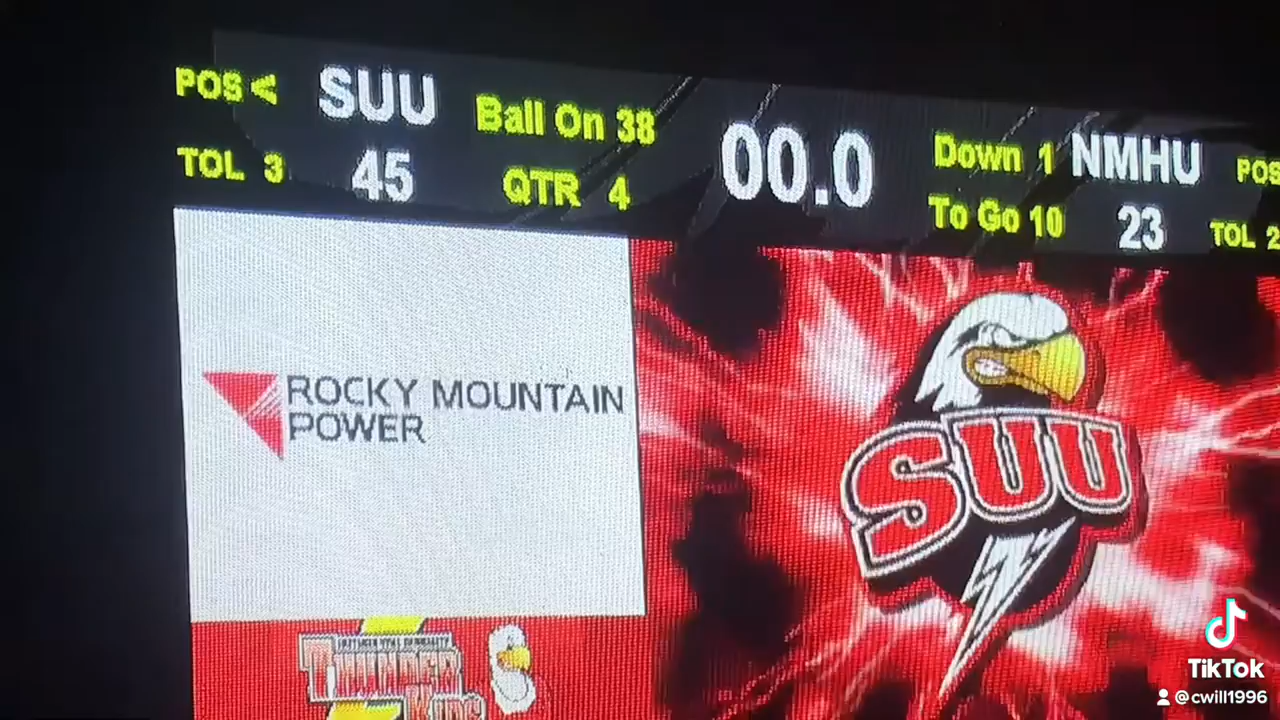 POS < SUU Ball On 38
TOL 3 45 QTR 4
00.0
Down 1 NMHU POS
To Go 10 23 TOL 2
ROCKY MOUNTAIN
POWER
SUU
THUNDER
KIDS
TikTok
@cwill1996